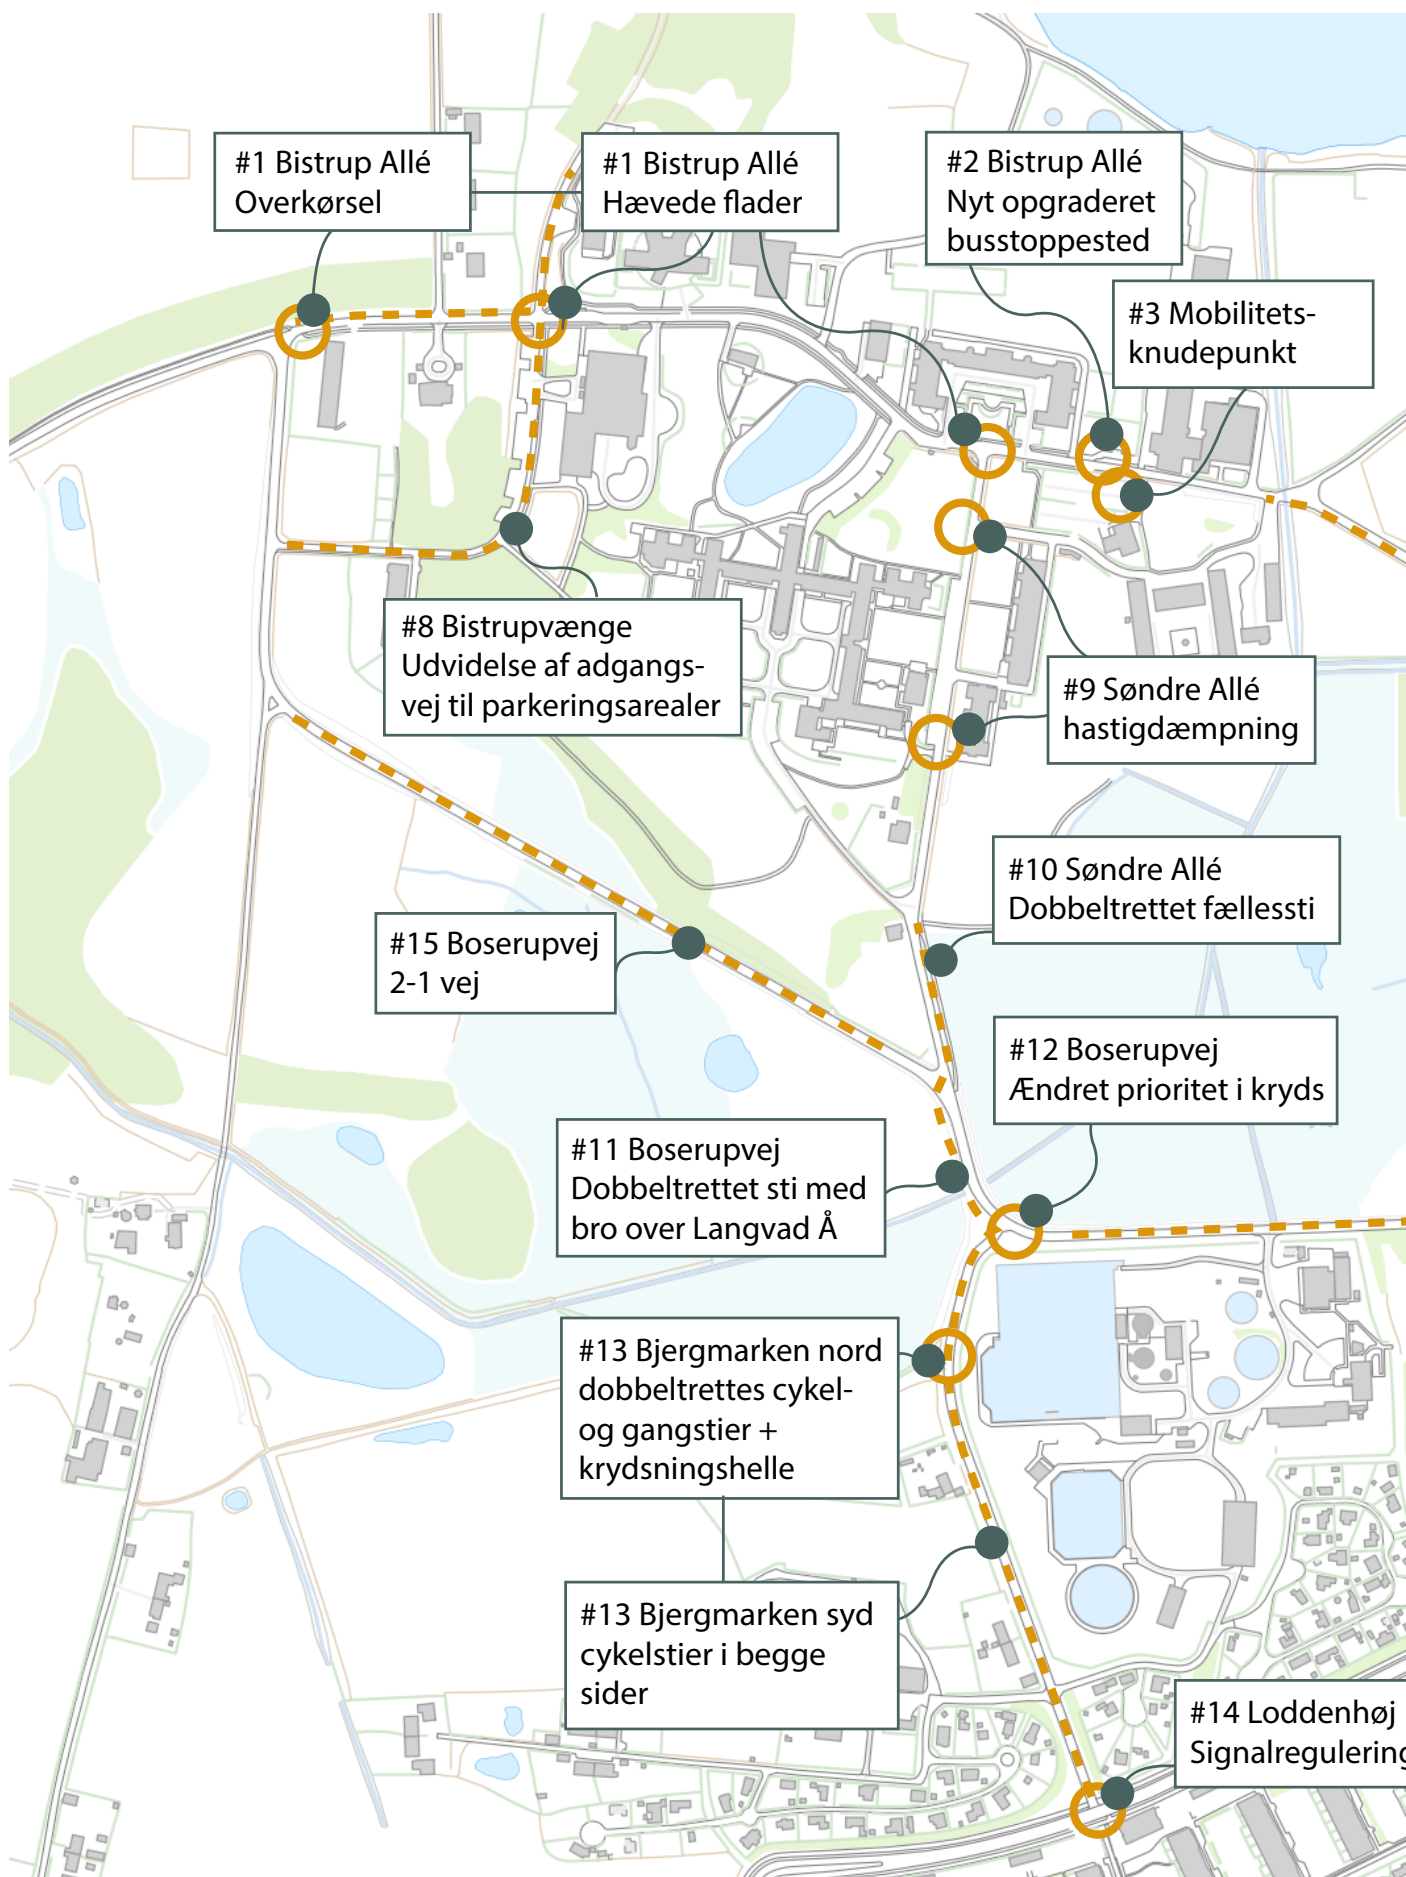 #1 Bistrup Allé
Overkørsel
#1 Bistrup Allé
Hævede flader
#2 Bistrup Allé
Nyt opgraderet
busstoppested
#3 Mobilitets-
knudepunkt
#8 Bistrupvænge
Udvidelse af adgangs-
vej til parkeringsarealer
#9 Søndre Allé
hastigdæmpning
#10 Søndre Allé
Dobbeltrettet fællessti
#15 Boserupvej
2-1 vej
#12 Boserupvej
Ændret prioritet i kryds
#11 Boserupvej
Dobbeltrettet sti med
bro over Langvad Å
#13 Bjergmarken nord
dobbeltrettes cykel-
og gangstier +
krydsningshelle
#13 Bjergmarken syd
cykelstier i begge
sider
#14 Loddenhøj
Signalregulering